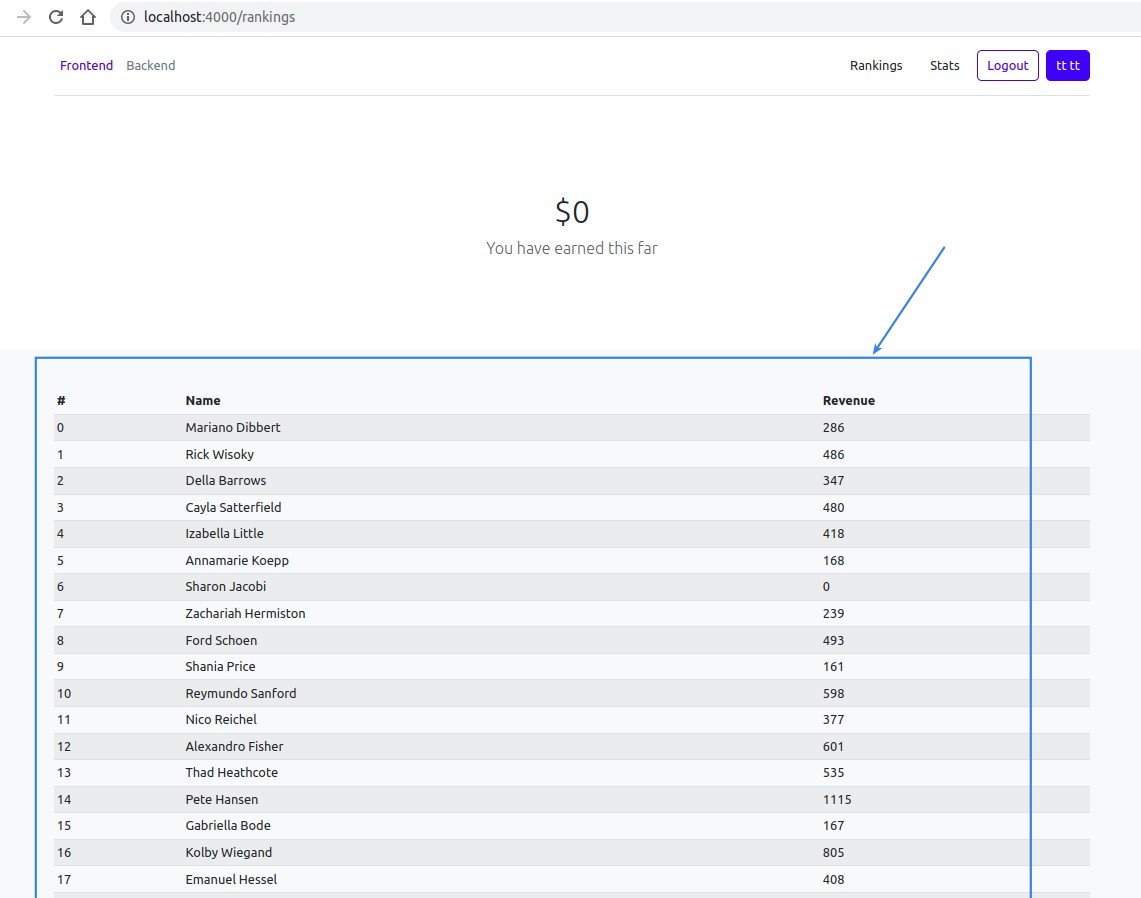 localhost:4000/rankings
Frontend Backend Rankings Stats Logout tt tt
$0
You have earned this far
# Name Revenue
0 Mariano Dibbert 286
1 Rick Wisoky 486
2 Della Barrows 347
3 Cayla Satterfield 480
4 Izabella Little 418
5 Annamarie Koepp 168
6 Sharon Jacobi 0
7 Zachariah Hermiston 239
8 Ford Schoen 493
9 Shania Price 161
10 Reymundo Sanford 598
11 Nico Reichel 377
12 Alexandro Fisher 601
13 Thad Heathcote 535
14 Pete Hansen 1115
15 Gabriella Bode 167
16 Kolby Wiegand 805
17 Emanuel Hessel 408